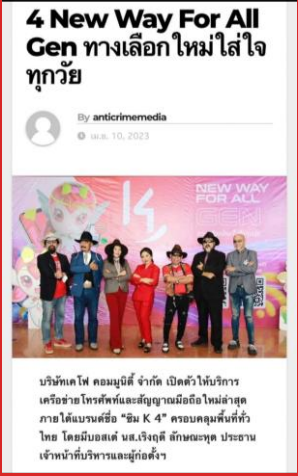 4 New Way For All
Gen ทางเลือกใหม่ใส่ใจ
ทุกวัย
By anticrimemedia
เม.ย. 10, 2023
K
NEW WAY
FOR ALL
GEN
บริษัทเคโฟ คอมมูนิตี้ จำกัด เปิดตัวให้บริการ
เครือข่ายโทรศัพท์และสัญญาณมือถือใหม่ล่าสุด
ภายใต้แบรนด์ชื่อ “ซิม K 4” ครอบคลุมพื้นที่ทั่ว
ไทย โดยมีบอสเต๋ นส.เริงฤดี ลักษณะหุต ประธาน
เจ้าหน้าที่บริหารและผู้ก่อตั้งฯ